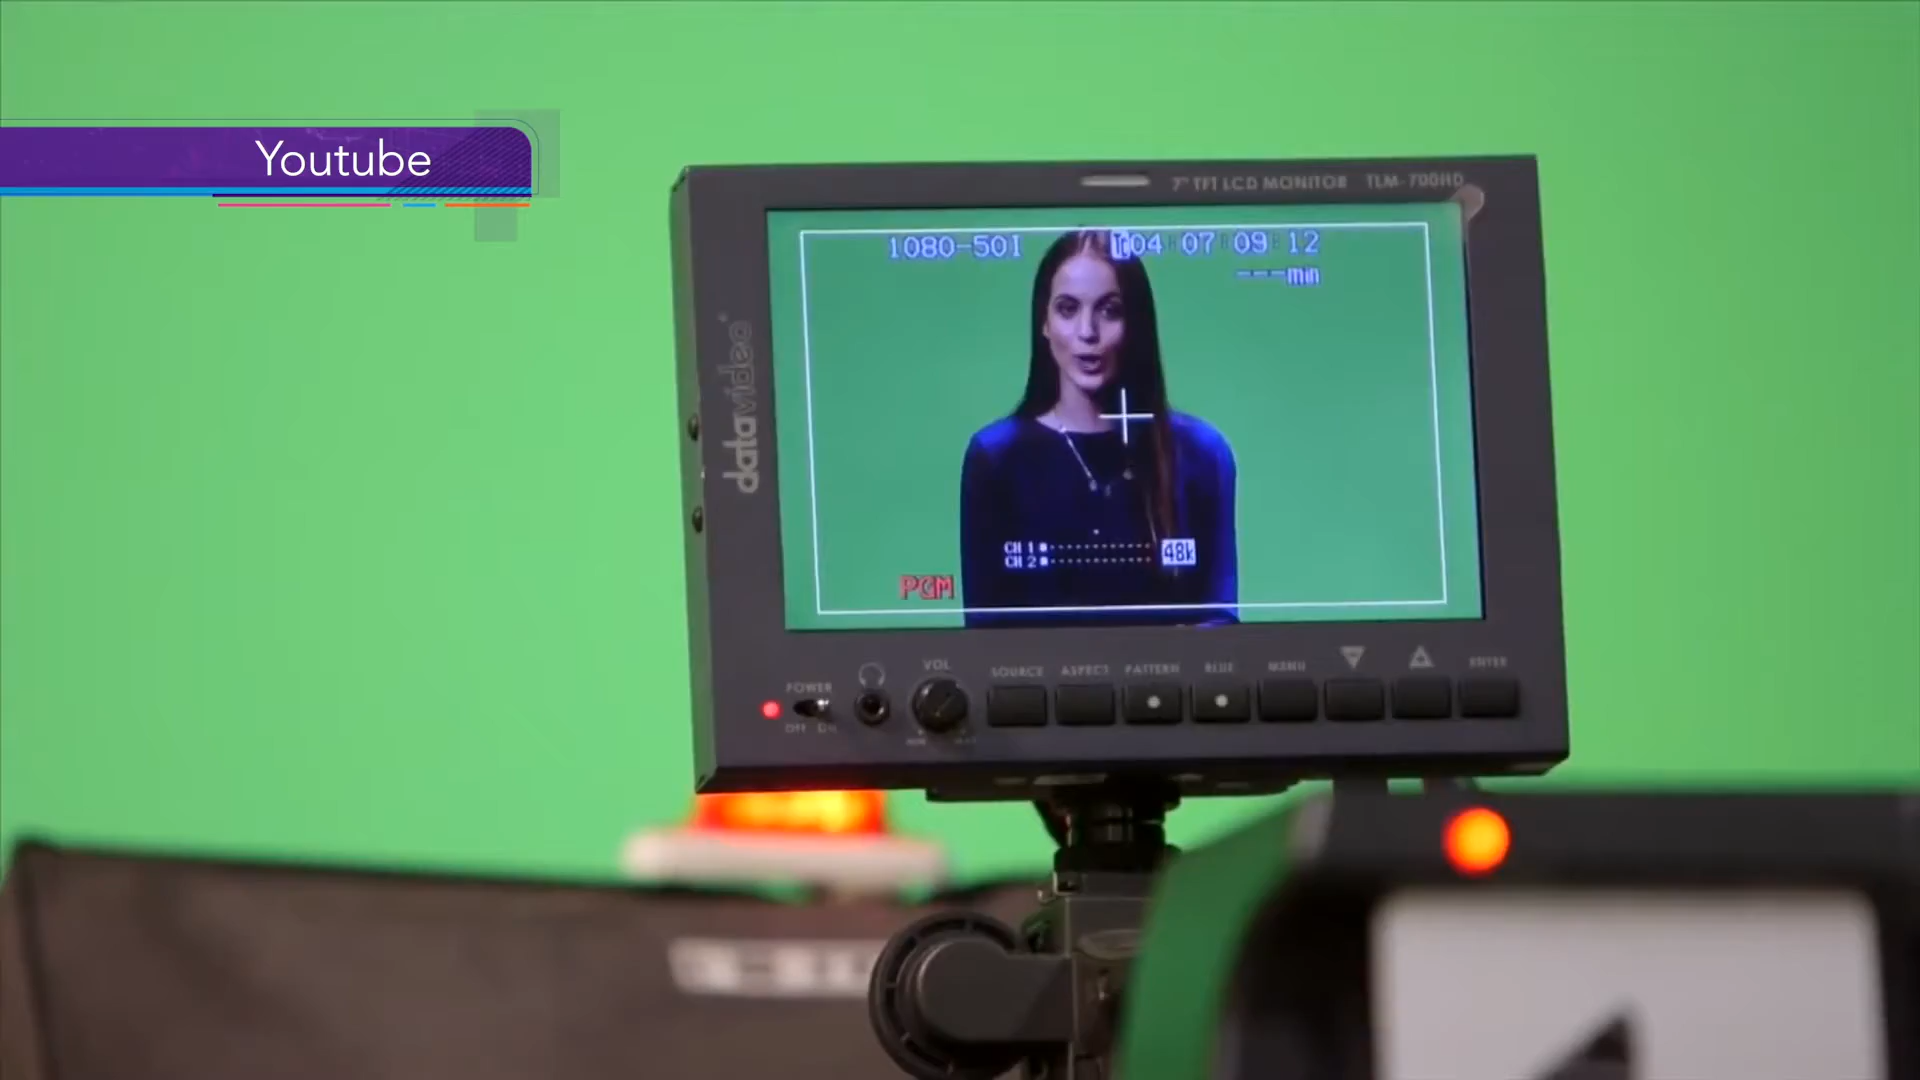 Youtube
7" TFT LCD MONITOR TLM-700HD
1080-50I
TC 04 H 07 M 09 S 12
---min
datavideo
CH 1
CH 2
48k
PGM
POWER
OFF ON
VOL
SOURCE
ASPECT
PATTERN
BLUE
MENU
ENTER